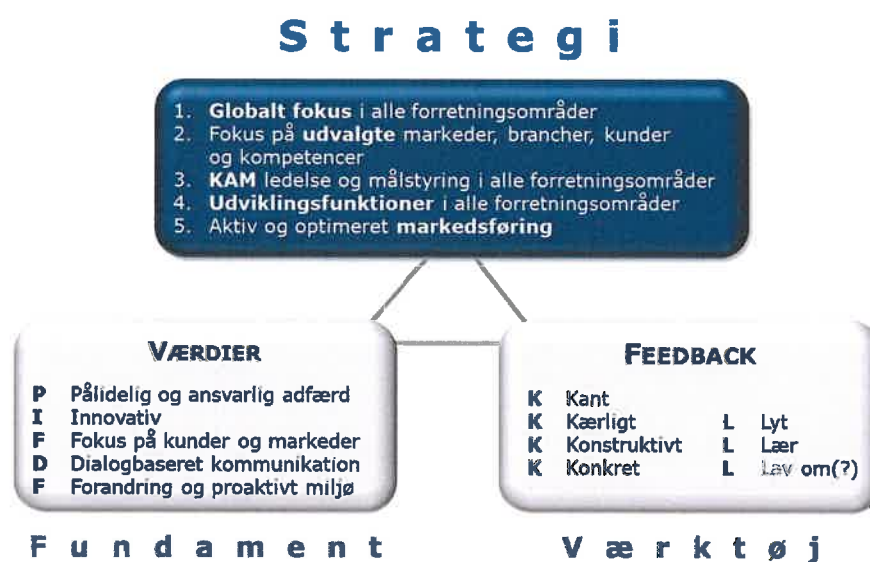 Strategi
1. Globalt fokus i alle forretningsområder
2. Fokus på udvalgte markeder, brancher, kunder
og kompetencer
3. KAM ledelse og målstyring i alle forretningsområder
4. Udviklingsfunktioner i alle forretningsområder
5. Aktiv og optimeret markedsføring
VÆRDIER
P Pålidelig og ansvarlig adfærd
I Innovativ
F Fokus på kunder og markeder
D Dialogbaseret kommunikation
F Forandring og proaktivt miljø
Fundament
FEEDBACK
K Kant
K Kærligt L Lyt
K Konstruktivt L Lær
K Konkret L Lav om(?)
Værktøj